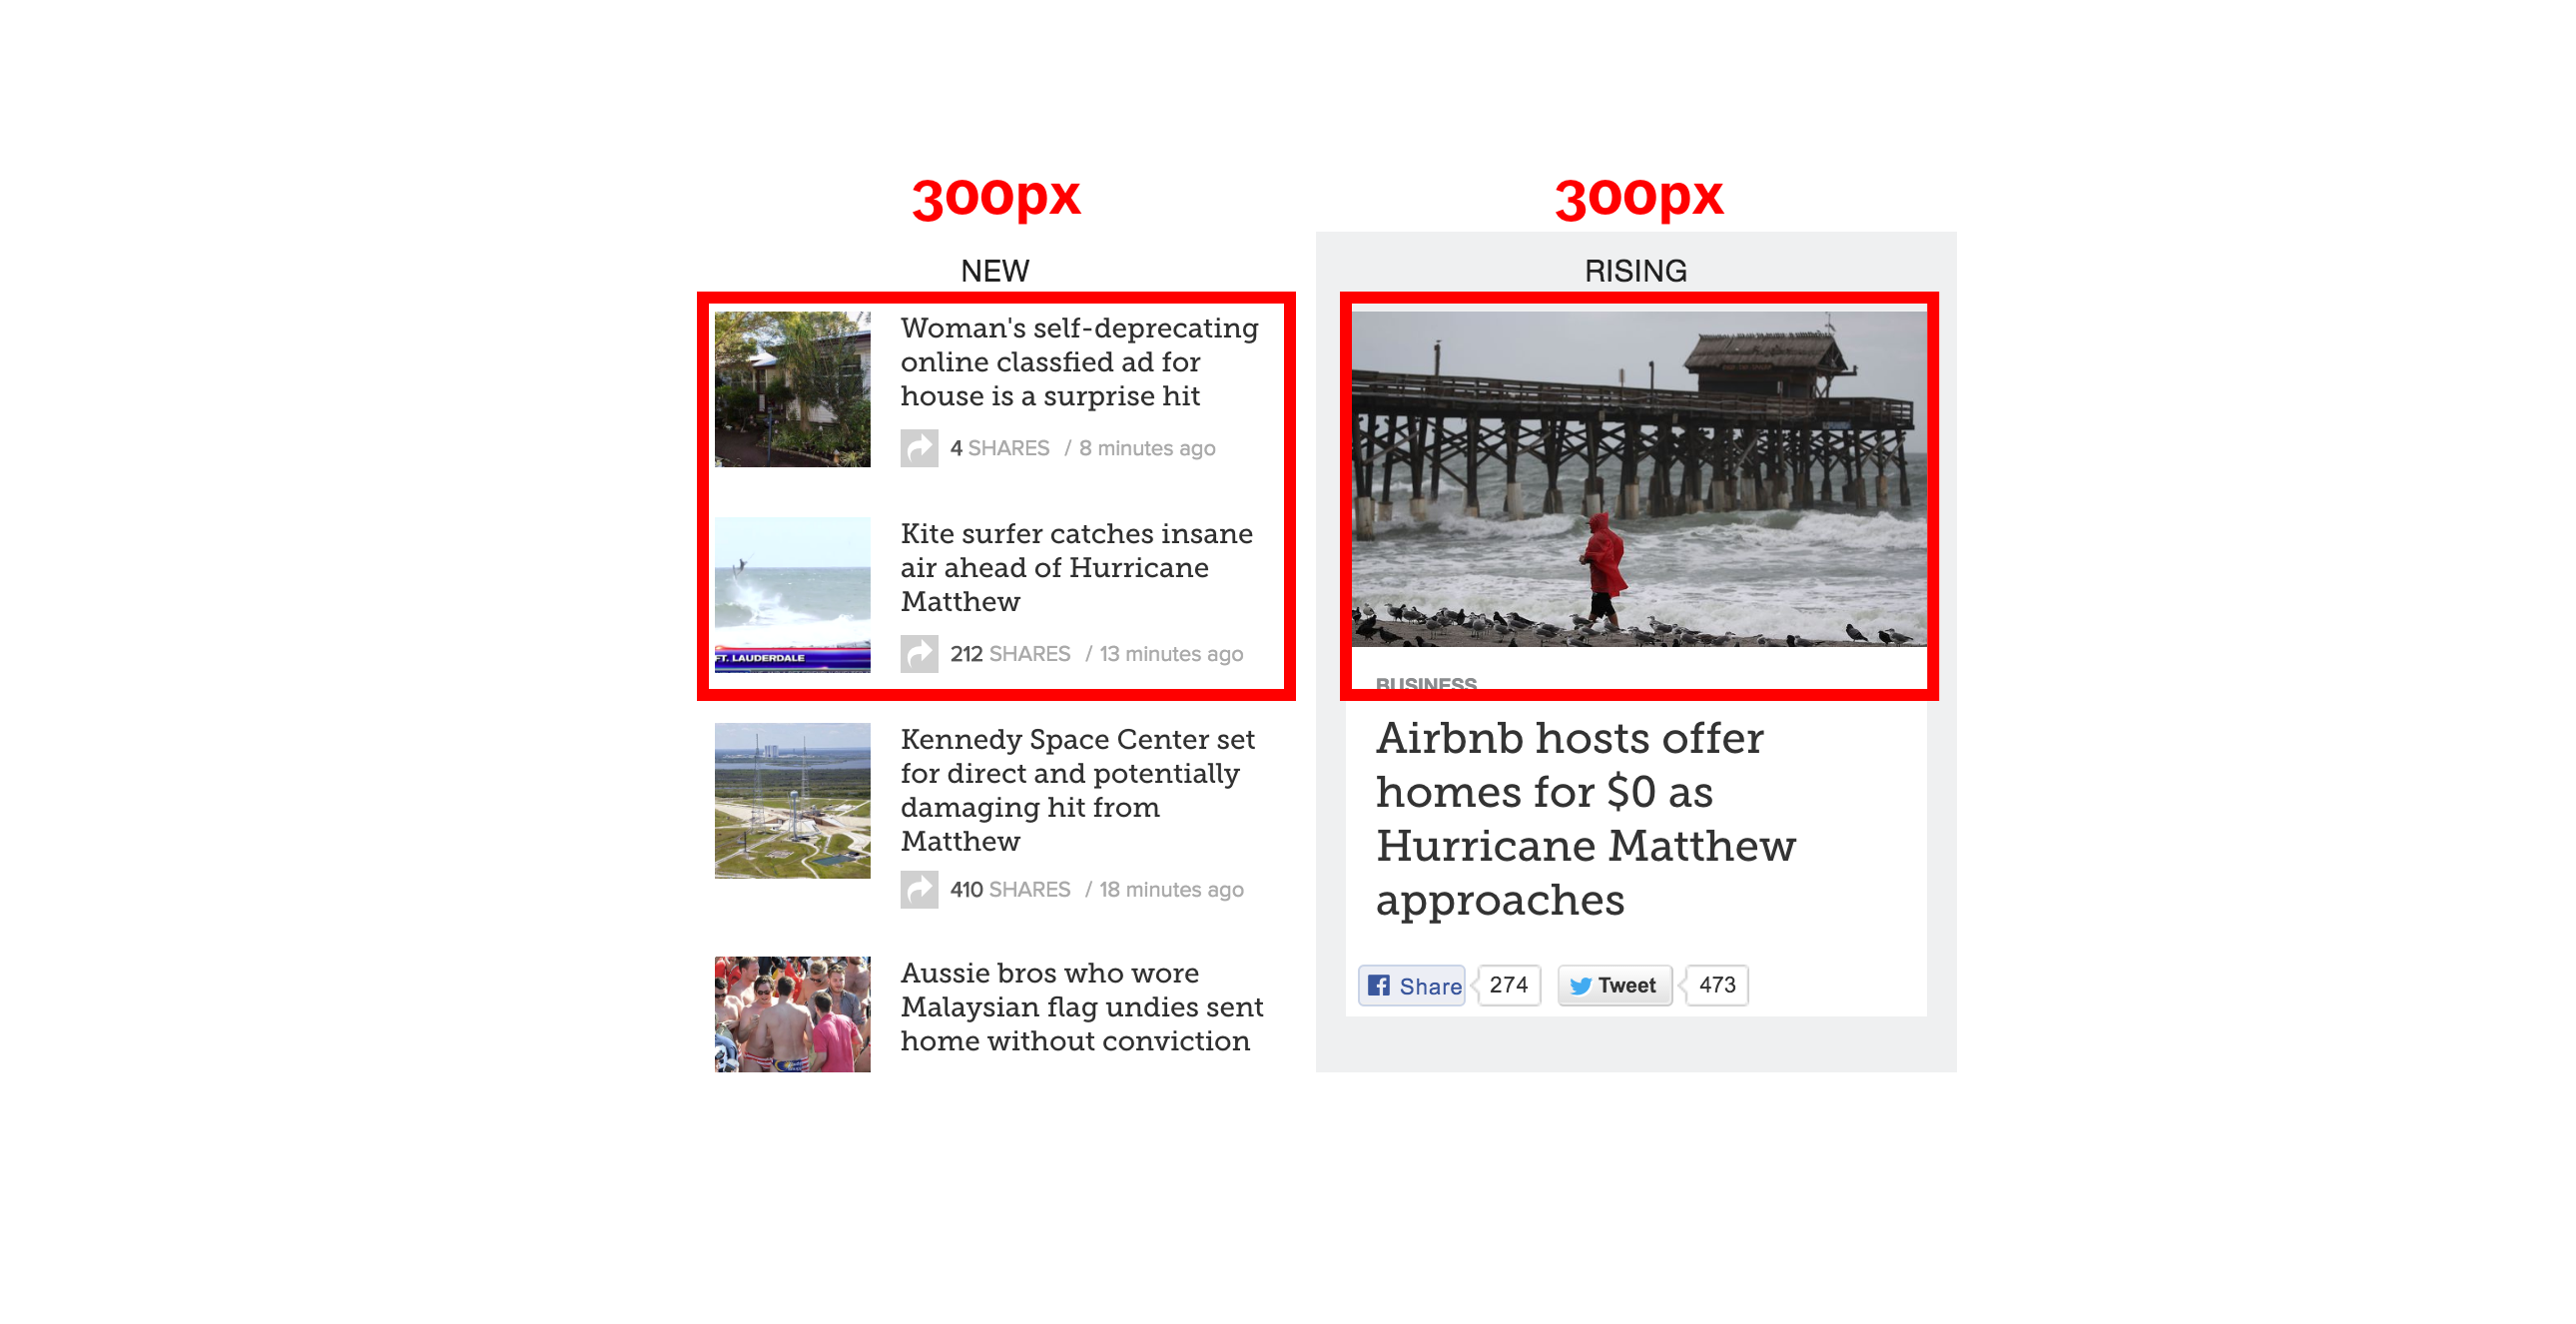 300px
NEW
Woman's self-deprecating
online classfied ad for
house is a surprise hit
4 SHARES / 8 minutes ago
FT. LAUDERDALE
Kite surfer catches insane
air ahead of Hurricane
Matthew
212 SHARES / 13 minutes ago
Kennedy Space Center set
for direct and potentially
damaging hit from
Matthew
410 SHARES / 18 minutes ago
Aussie bros who wore
Malaysian flag undies sent
home without conviction
300px
RISING
BUSINESS
Airbnb hosts offer
homes for $0 as
Hurricane Matthew
approaches
Share 274 Tweet 473